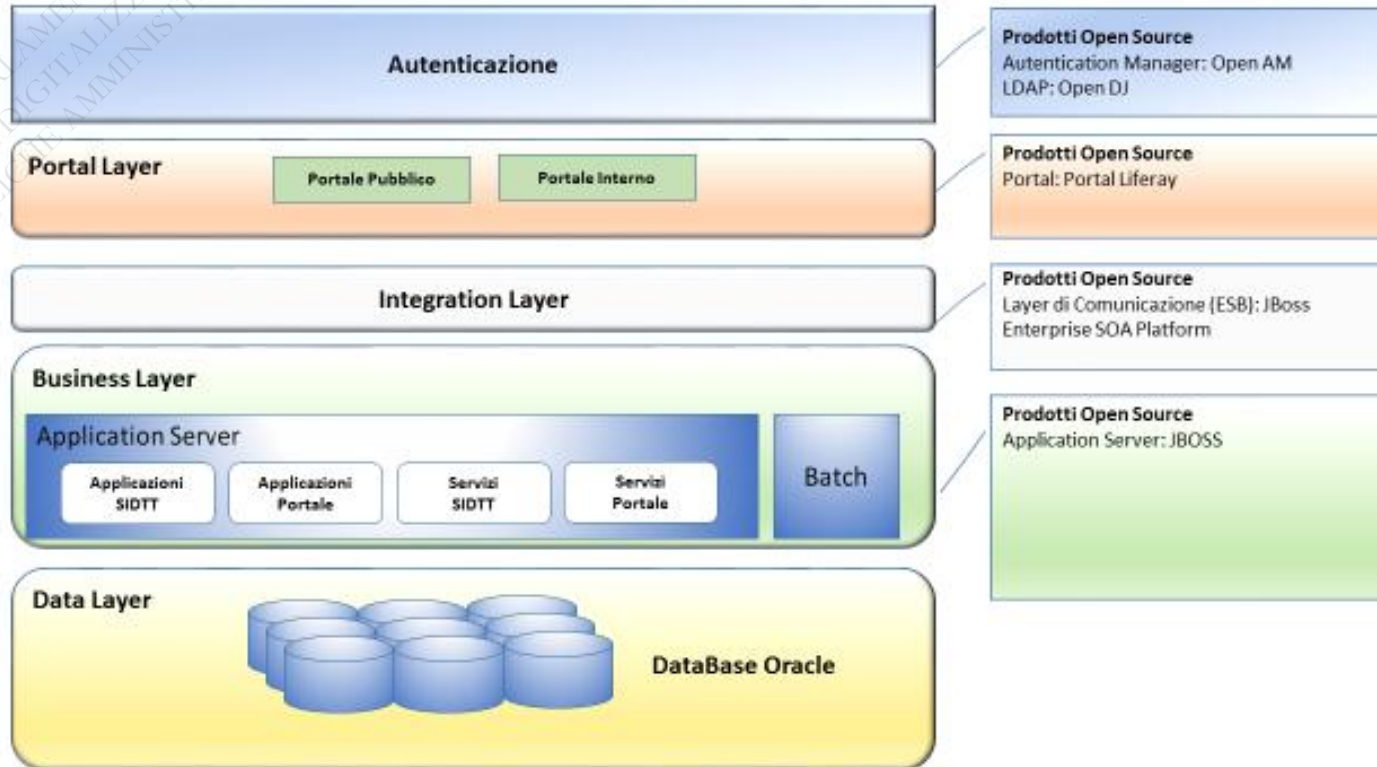 Autenticazione
Prodotti Open Source
Autentication Manager: Open AM
LDAP: Open DJ
Portal Layer
Portale Pubblico
Portale Interno
Prodotti Open Source
Portal: Portal Liferay
Integration Layer
Prodotti Open Source
Layer di Comunicazione (ESB): JBoss
Enterprise SOA Platform
Business Layer
Application Server
Applicazioni
SIDTT
Applicazioni
Portale
Servizi
SIDTT
Servizi
Portale
Batch
Prodotti Open Source
Application Server: JBOSS
Data Layer
DataBase Oracle